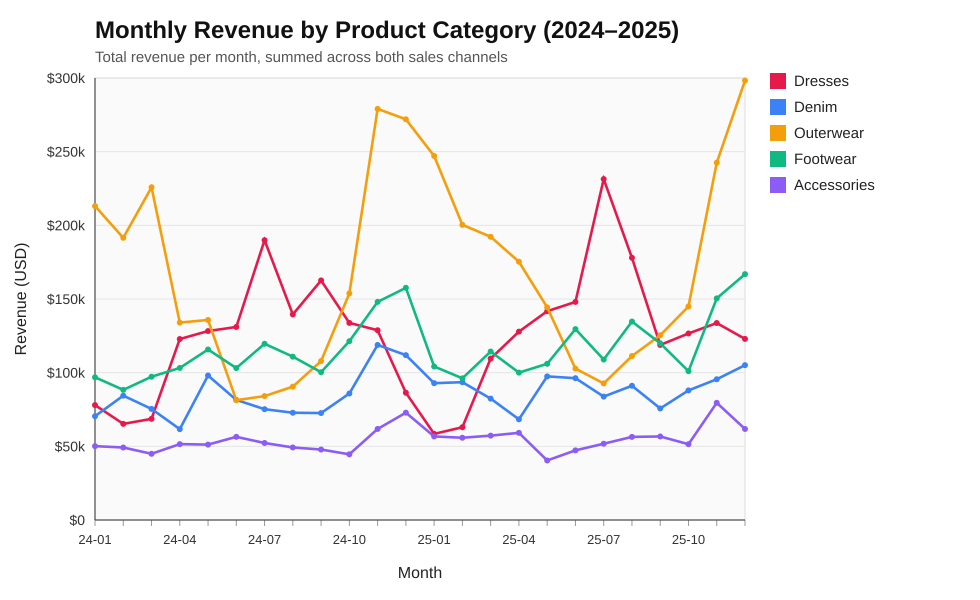 Monthly Revenue by Product Category (2024–2025)
Total revenue per month, summed across both sales channels
$300k
$250k
$200k
$150k
$100k
$50k
$0
Revenue (USD)
24-01
24-04
24-07
24-10
25-01
25-04
25-07
25-10
Month
Dresses
Denim
Outerwear
Footwear
Accessories